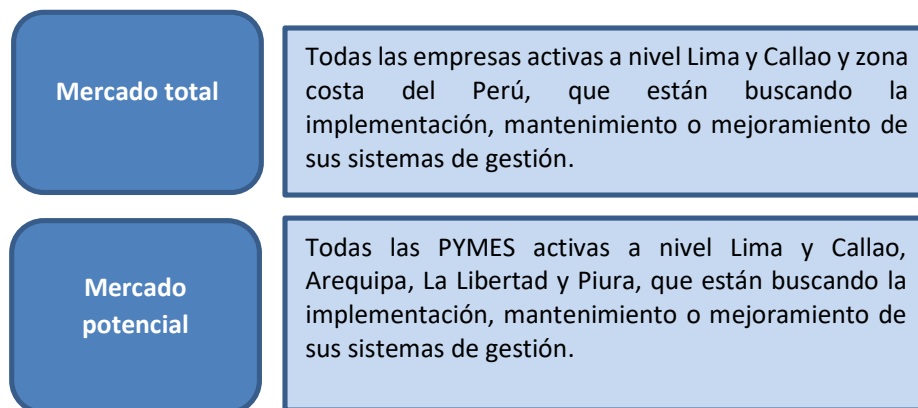 Mercado total
Todas las empresas activas a nivel Lima y Callao y zona
costa del Perú, que están buscando la
implementación, mantenimiento o mejoramiento de
sus sistemas de gestión.
Mercado
potencial
Todas las PYMES activas a nivel Lima y Callao,
Arequipa, La Libertad y Piura, que están buscando la
implementación, mantenimiento o mejoramiento de
sus sistemas de gestión.